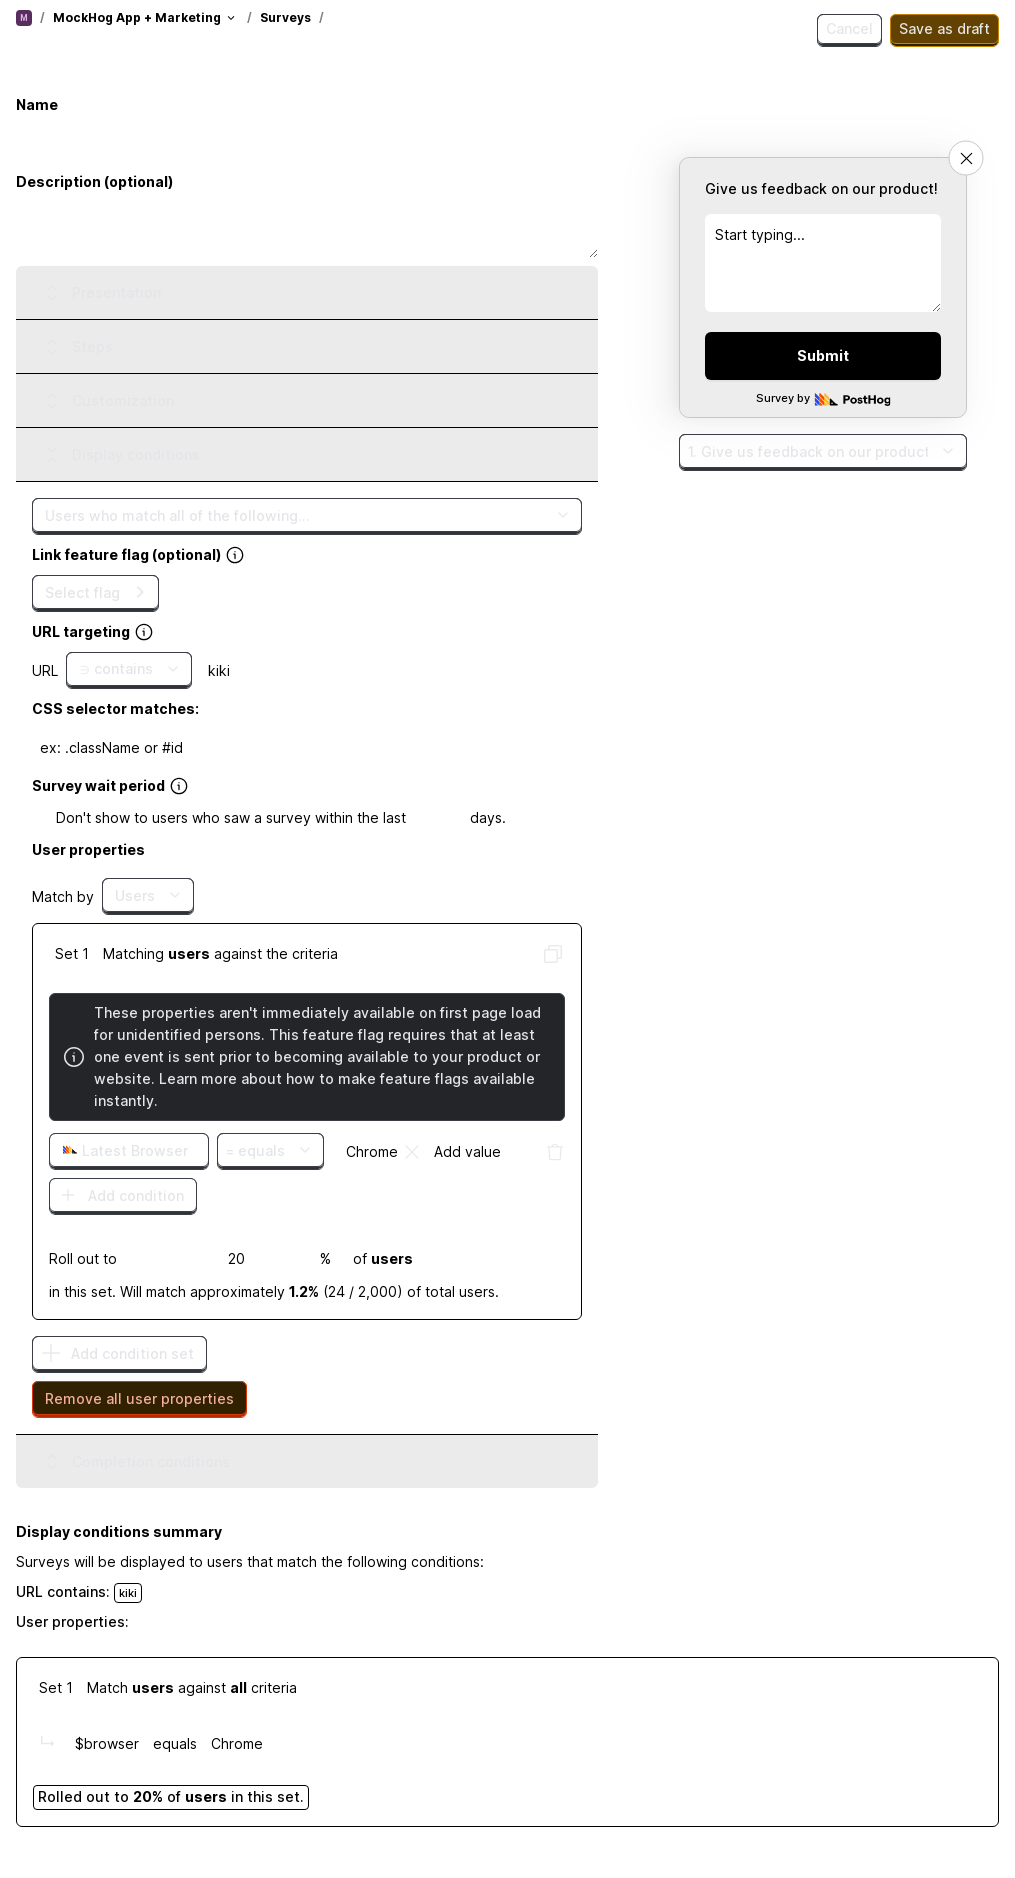 M / MockHog App + Marketing / Surveys /
Cancel
Save as draft
Name
Description (optional)
Presentation
Steps
Customization
Display conditions
Users who match all of the following...
Link feature flag (optional)
Select flag
URL targeting
URL ∋ contains kiki
CSS selector matches:
ex: .className or #id
Survey wait period
Don't show to users who saw a survey within the last days.
User properties
Match by Users
Set 1 Matching users against the criteria
These properties aren't immediately available on first page load
for unidentified persons. This feature flag requires that at least
one event is sent prior to becoming available to your product or
website. Learn more about how to make feature flags available
instantly.
Latest Browser = equals Chrome Add value
Add condition
Roll out to 20 % of users
in this set. Will match approximately 1.2% (24 / 2,000) of total users.
Add condition set
Remove all user properties
Completion conditions
Give us feedback on our product!
Start typing...
Submit
Survey by PostHog
1. Give us feedback on our product
Display conditions summary
Surveys will be displayed to users that match the following conditions:
URL contains: kiki
User properties:
Set 1 Match users against all criteria
$browser equals Chrome
Rolled out to 20% of users in this set.